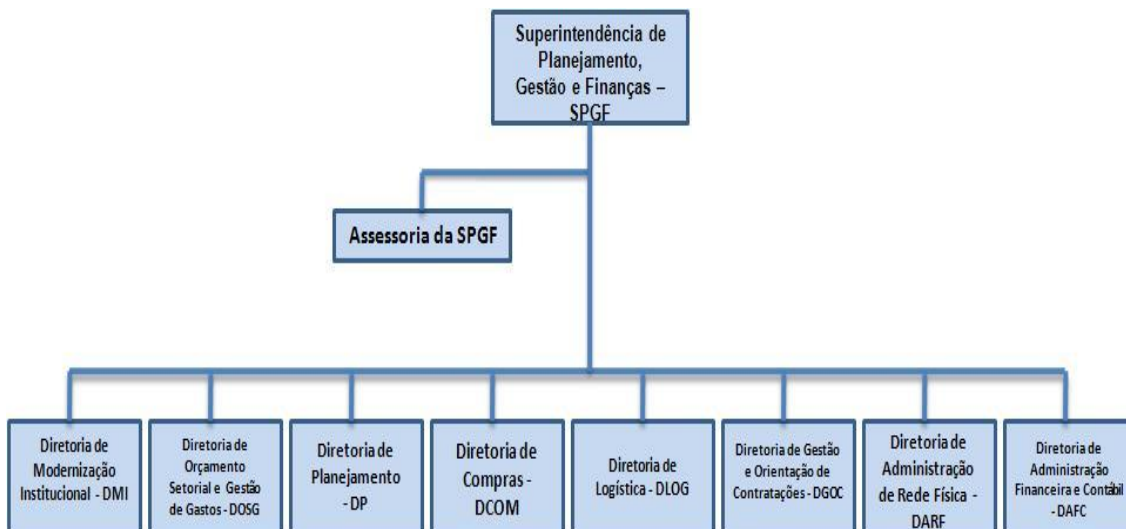 Superintendência de
Planejamento,
Gestão e Finanças –
SPGF
Assessoria da SPGF
Diretoria de
Modernização
Institucional - DMI
Diretoria de
Orçamento
Setorial e Gestão
de Gastos - DOSG
Diretoria de
Planejamento
- DP
Diretoria de
Compras -
DCOM
Diretoria de
Logística - DLOG
Diretoria de Gestão
e Orientação de
Contratações - DGOC
Diretoria de
Administração
de Rede Física -
DARF
Diretoria de
Administração
Financeira e Contábil
- DAFC